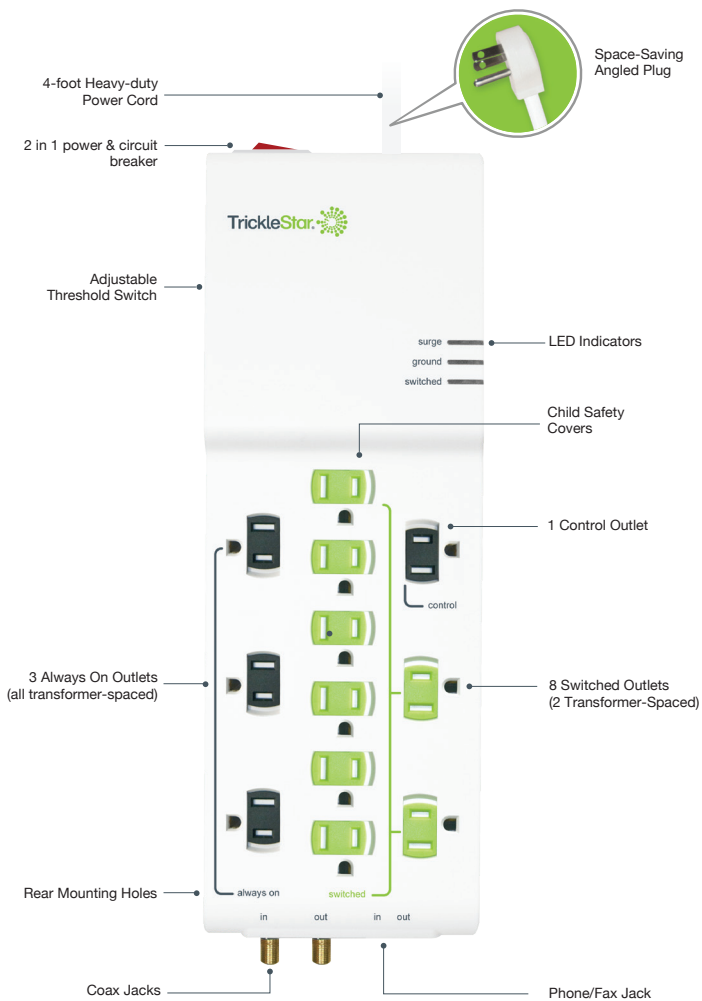 Space-Saving
Angled Plug
4-foot Heavy-duty
Power Cord
2 in 1 power & circuit
breaker
TrickleStar.
Adjustable
Threshold Switch
surge
LED Indicators
ground
switched
Child Safety
Covers
1 Control Outlet
control
3 Always On Outlets
(all transformer-spaced)
8 Switched Outlets
(2 Transformer-Spaced)
Rear Mounting Holes
always on
switched
in
out
in
out
Coax Jacks
Phone/Fax Jack